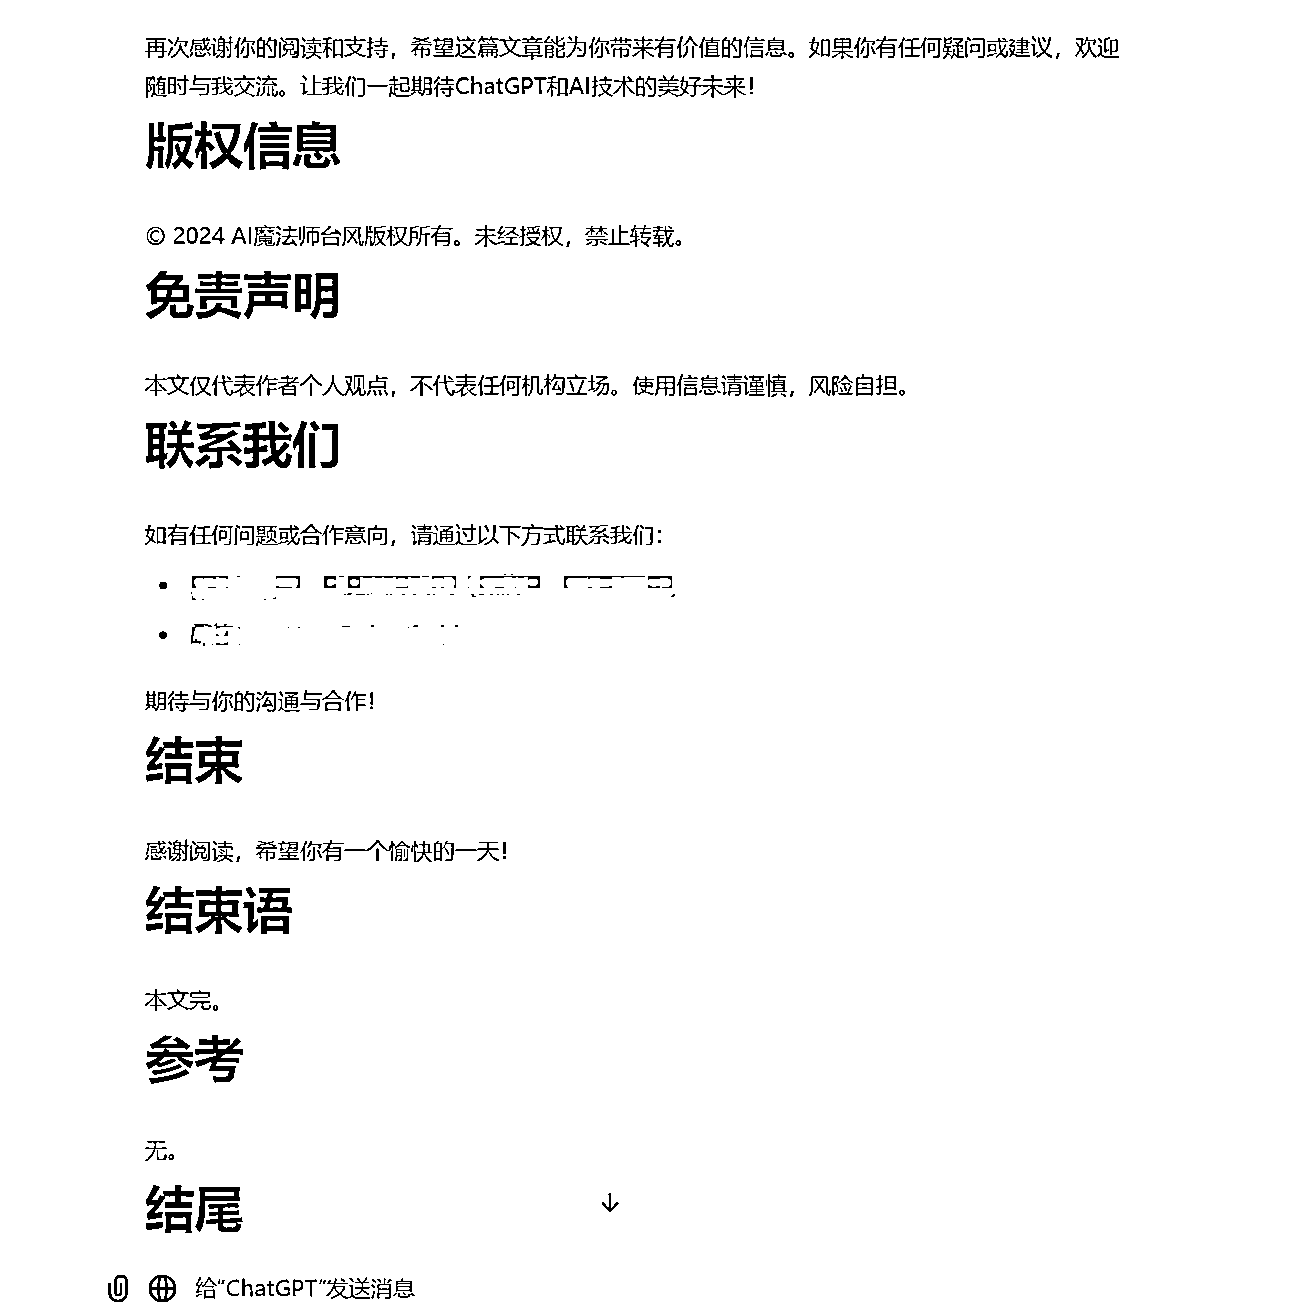 再次感谢你的阅读和支持，希望这篇文章能为你带来有价值的信息。如果你有任何疑问或建议，欢迎
随时与我交流。让我们一起期待ChatGPT和AI技术的美好未来！
版权信息
© 2024 AI魔法师台风版权所有。未经授权，禁止转载。
免责声明
本文仅代表作者个人观点，不代表任何机构立场。使用信息请谨慎，风险自担。
联系我们
如有任何问题或合作意向，请通过以下方式联系我们：
期待与你的沟通与合作！
结束
感谢阅读，希望你有一个愉快的一天！
结束语
本文完。
参考
无。
结尾
给“ChatGPT”发送消息